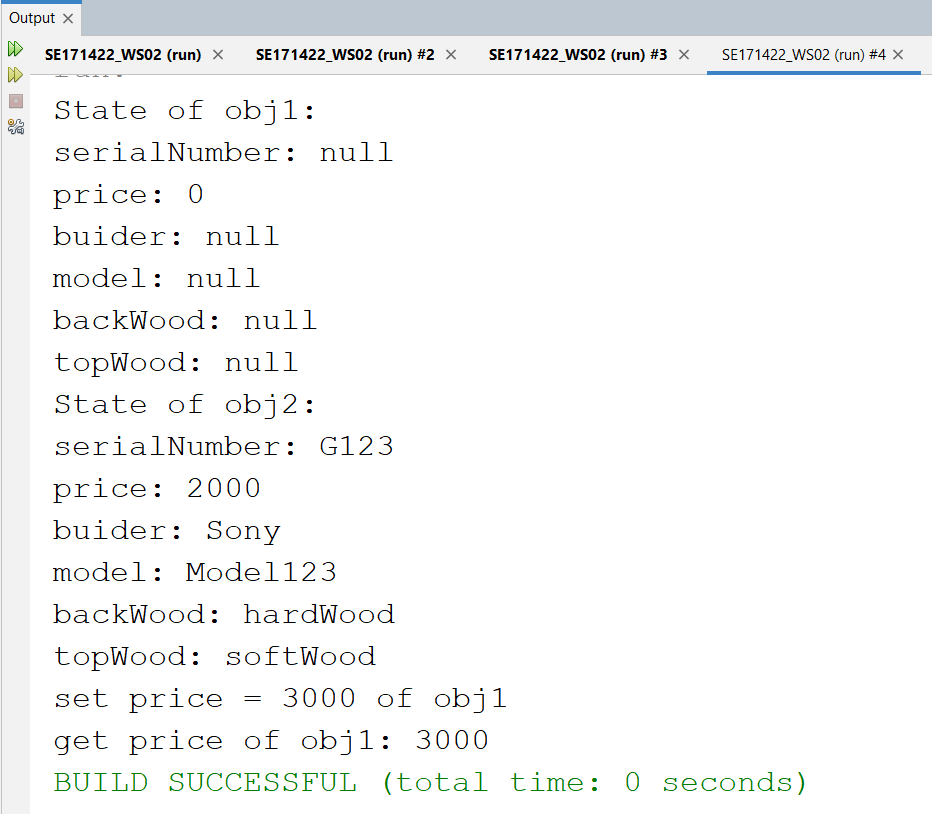 Output
SE171422_WS02 (run) SE171422_WS02 (run) #2 SE171422_WS02 (run) #3 SE171422_WS02 (run) #4
State of obj1:
serialNumber: null
price: 0
buider: null
model: null
backWood: null
topWood: null
State of obj2:
serialNumber: G123
price: 2000
buider: Sony
model: Model123
backWood: hardWood
topWood: softWood
set price = 3000 of obj1
get price of obj1: 3000
BUILD SUCCESSFUL (total time: 0 seconds)